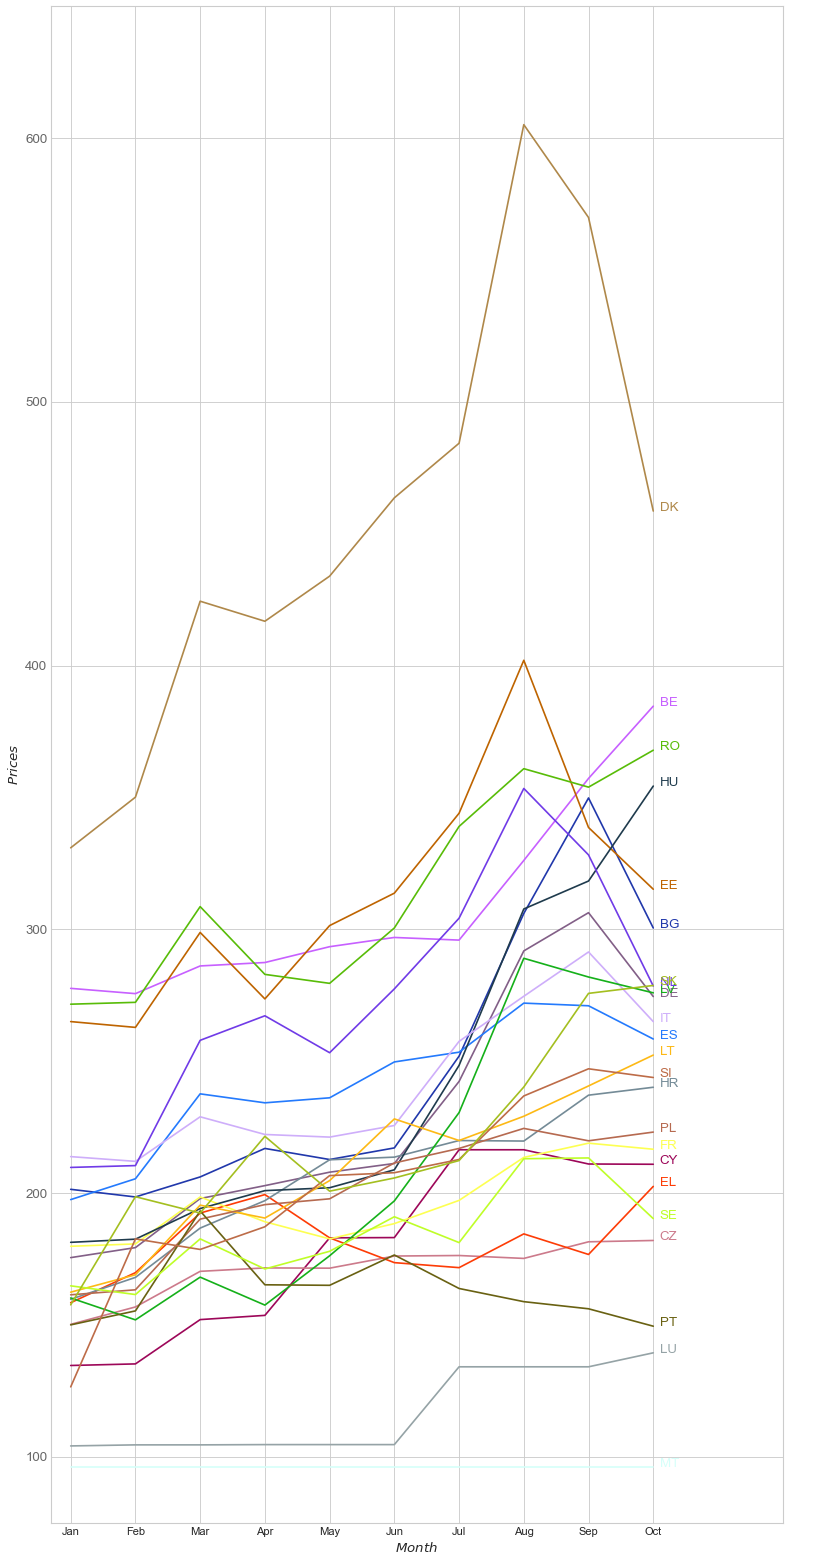 600
500
400
300
200
100
Prices
DK
BE
RO
HU
EE
BG
SK
DE
IT
ES
LT
SI
HR
PL
FR
CY
EL
SE
CZ
PT
LU
MT
Jan Feb Mar Apr May Jun Jul Aug Sep Oct
Month